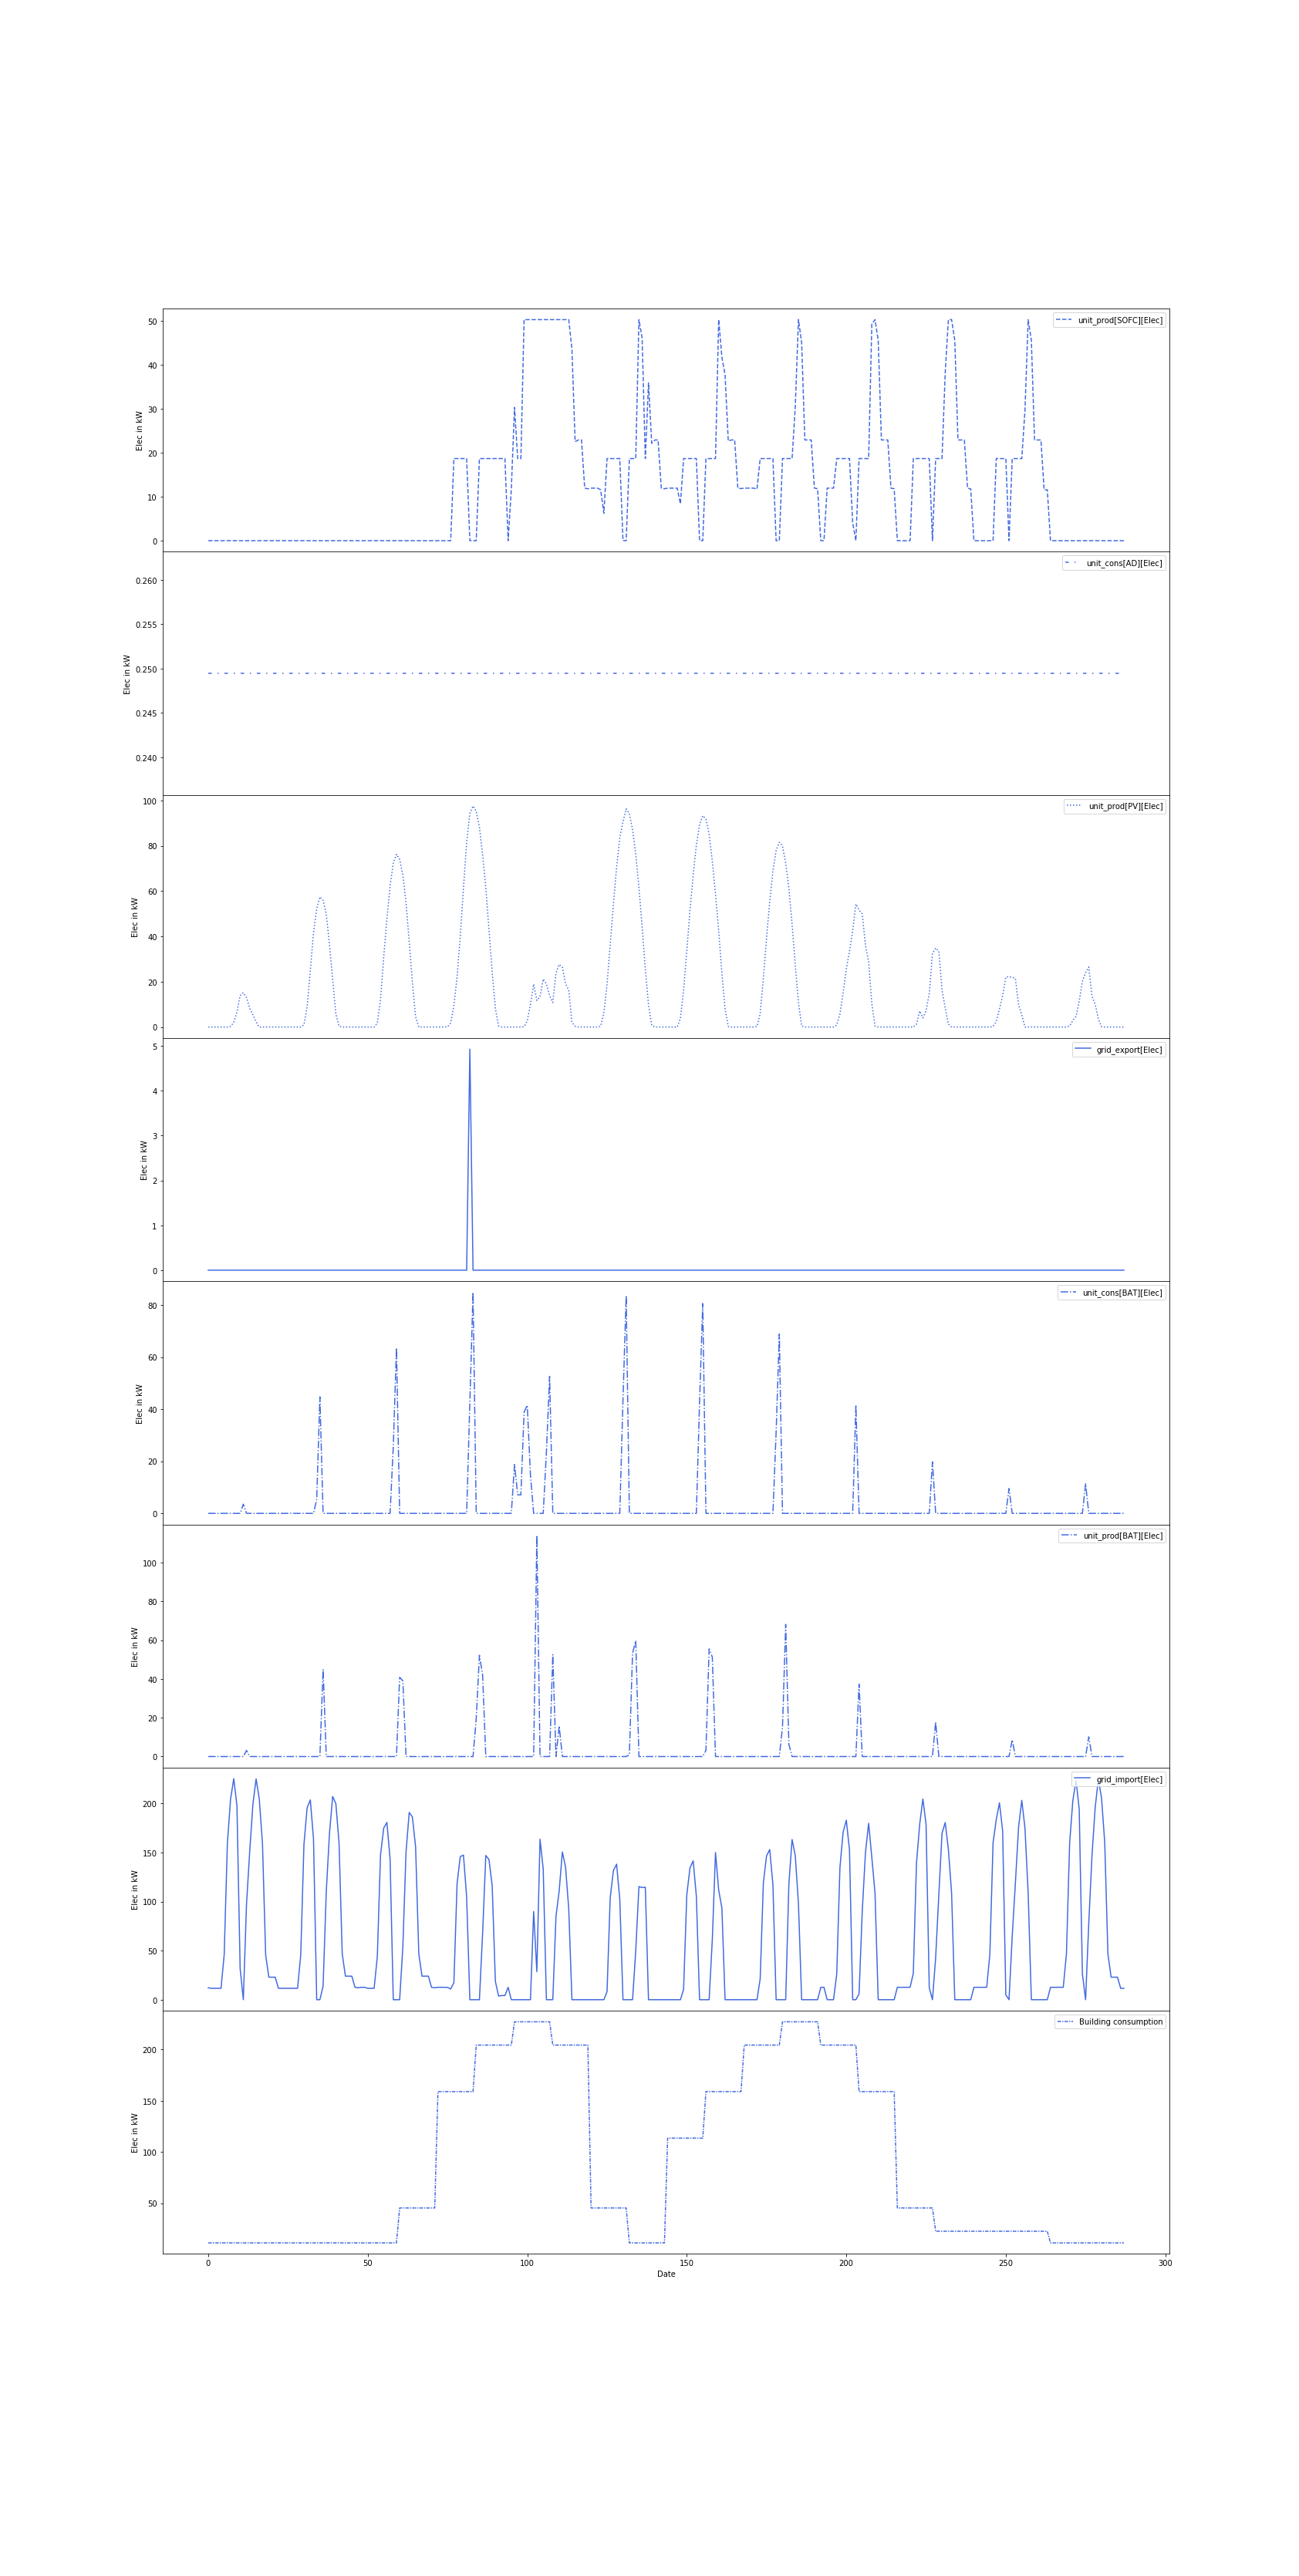 unit_prod[SOFC][Elec]
50
40
30
20
10
0
Elec in kW
unit_cons[AD][Elec]
0.260
0.255
0.250
0.245
0.240
Elec in kW
unit_prod[PV][Elec]
100
80
60
40
20
0
Elec in kW
grid_export[Elec]
5
4
3
2
1
0
Elec in kW
unit_cons[BAT][Elec]
80
60
40
20
0
Elec in kW
unit_prod[BAT][Elec]
100
80
60
40
20
0
Elec in kW
grid_import[Elec]
200
150
100
50
0
Elec in kW
Building consumption
200
150
100
50
Elec in kW
0 50 100 150 200 250 300
Date